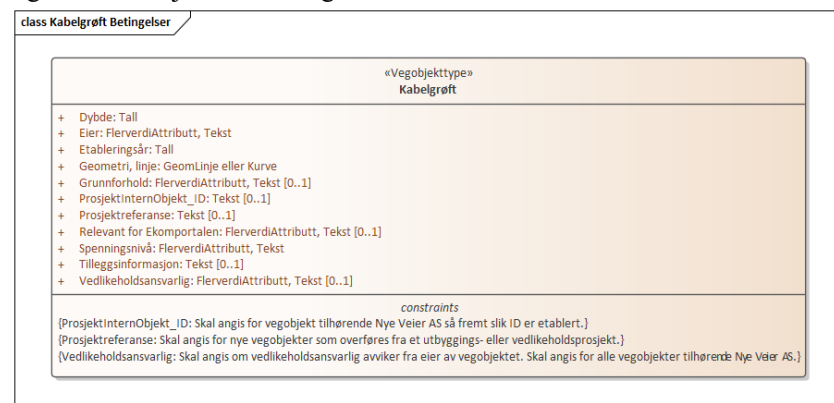 class Kabelgrøft Betingelser
«Vegobjekttype»
Kabelgrøft
+ Dybde: Tall
+ Eier: FlerverdiAttributt, Tekst
+ Etableringsår: Tall
+ Geometri, linje: GeomLinje eller Kurve
+ Grunnforhold: FlerverdiAttributt, Tekst [0..1]
+ ProsjektInternObjekt_ID: Tekst [0..1]
+ Prosjektreferanse: Tekst [0..1]
+ Relevant for Ekomportalen: FlerverdiAttributt, Tekst [0..1]
+ Spenningsnivå: FlerverdiAttributt, Tekst
+ Tilleggsinformasjon: Tekst [0..1]
+ Vedlikeholdsansvarlig: FlerverdiAttributt, Tekst [0..1]
constraints
{ProsjektInternObjekt_ID: Skal angis for vegobjekt tilhørende Nye Veier AS så fremt slik ID er etablert.}
{Prosjektreferanse: Skal angis for nye vegobjekter som overføres fra et utbyggings- eller vedlikeholdsprosjekt.}
{Vedlikeholdsansvarlig: Skal angis om vedlikeholdsansvarlig avviker fra eier av vegobjektet. Skal angis for alle vegobjekter tilhørende Nye Veier AS.}